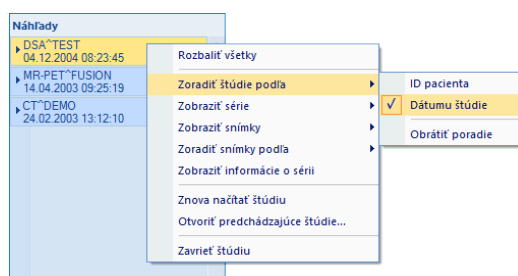 Náhľady
DSA^TEST
04.12.2004 08:23:45
MR-PET^FUSION
14.04.2003 09:25:19
CT^DEMO
24.02.2003 13:12:10
Rozbaliť všetky
Zoradiť štúdie podľa
Zobraziť série
Zobraziť snímky
Zoradiť snímky podľa
Zobraziť informácie o sérii
Znova načítať štúdiu
Otvoriť predchádzajúce štúdie...
Zavrieť štúdiu
ID pacienta
Dátumu štúdie
Obrátiť poradie